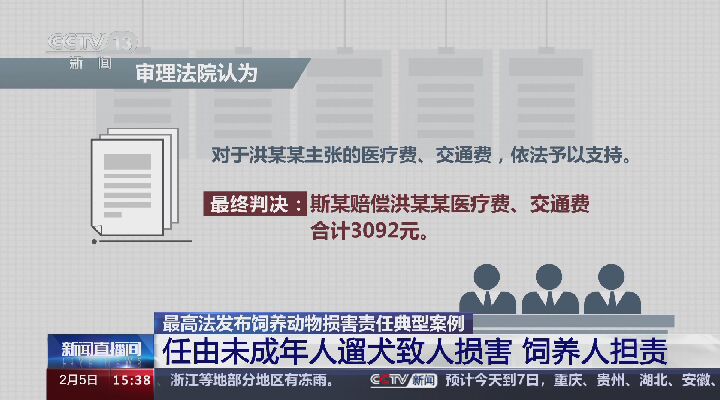 CCTV 13
新闻
审理法院认为
对于洪某某主张的医疗费、交通费，依法予以支持。
最终判决：斯某赔偿洪某某医疗费、交通费
合计3092元。
最高法发布饲养动物损害责任典型案例
新闻直播间
任由未成年人遛犬致人损害 饲养人担责
2月5日 15:38 、浙江等地部分地区有冻雨。 CCTV 新闻 预计今天到7日，重庆、贵州、湖北、安徽、